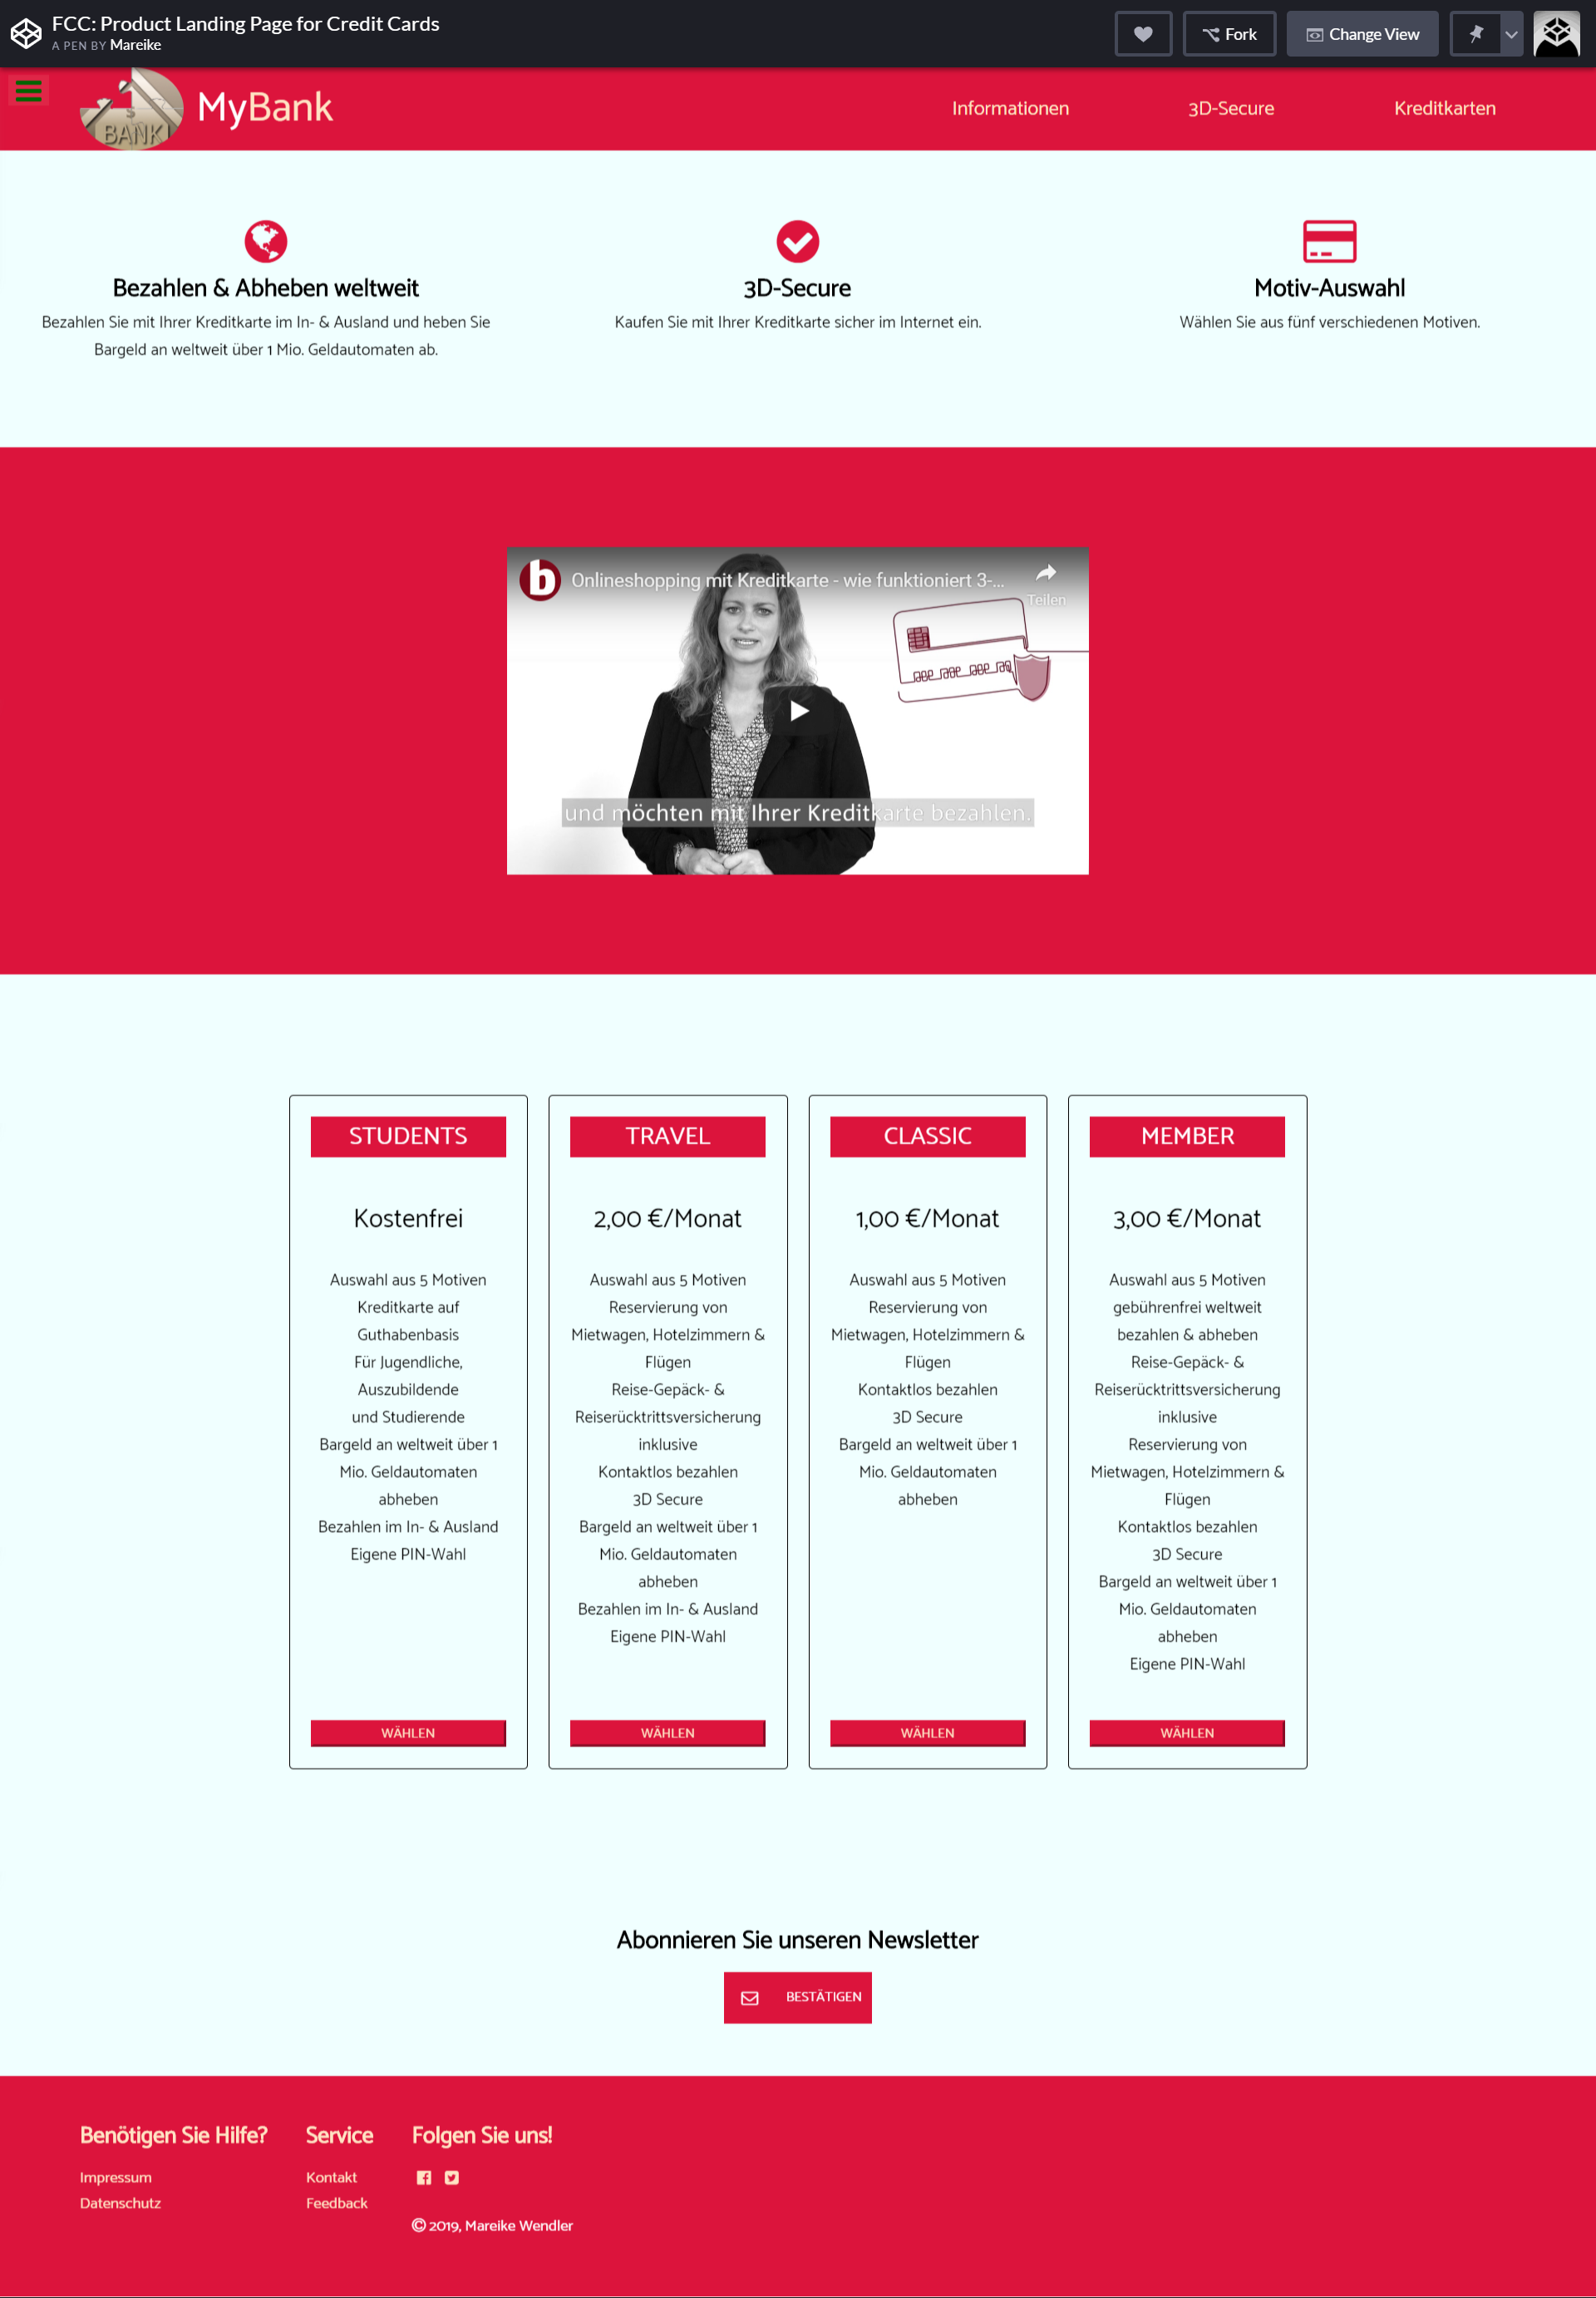 FCC: Product Landing Page for Credit Cards
A PEN BY Mareike
Fork
Change View
$
BANK
MyBank
Informationen
3D-Secure
Kreditkarten
Bezahlen & Abheben weltweit
Bezahlen Sie mit Ihrer Kreditkarte im In- & Ausland und heben Sie
Bargeld an weltweit über 1 Mio. Geldautomaten ab.
3D-Secure
Kaufen Sie mit Ihrer Kreditkarte sicher im Internet ein.
Motiv-Auswahl
Wählen Sie aus fünf verschiedenen Motiven.
b
Onlineshopping mit Kreditkarte - wie funktioniert 3-...
Teilen
und möchten mit Ihrer Kreditkarte bezahlen.
STUDENTS
Kostenfrei
Auswahl aus 5 Motiven
Kreditkarte auf
Guthabenbasis
Für Jugendliche,
Auszubildende
und Studierende
Bargeld an weltweit über 1
Mio. Geldautomaten
abheben
Bezahlen im In- & Ausland
Eigene PIN-Wahl
WÄHLEN
TRAVEL
2,00 €/Monat
Auswahl aus 5 Motiven
Reservierung von
Mietwagen, Hotelzimmern &
Flügen
Reise-Gepäck- &
Reiserücktrittsversicherung
inklusive
Kontaktlos bezahlen
3D Secure
Bargeld an weltweit über 1
Mio. Geldautomaten
abheben
Bezahlen im In- & Ausland
Eigene PIN-Wahl
WÄHLEN
CLASSIC
1,00 €/Monat
Auswahl aus 5 Motiven
Reservierung von
Mietwagen, Hotelzimmern &
Flügen
Kontaktlos bezahlen
3D Secure
Bargeld an weltweit über 1
Mio. Geldautomaten
abheben
WÄHLEN
MEMBER
3,00 €/Monat
Auswahl aus 5 Motiven
gebührenfrei weltweit
bezahlen & abheben
Reise-Gepäck- &
Reiserücktrittsversicherung
inklusive
Reservierung von
Mietwagen, Hotelzimmern &
Flügen
Kontaktlos bezahlen
3D Secure
Bargeld an weltweit über 1
Mio. Geldautomaten
abheben
Eigene PIN-Wahl
WÄHLEN
Abonnieren Sie unseren Newsletter
BESTÄTIGEN
Benötigen Sie Hilfe?
Impressum
Datenschutz
Service
Kontakt
Feedback
Folgen Sie uns!
© 2019, Mareike Wendler